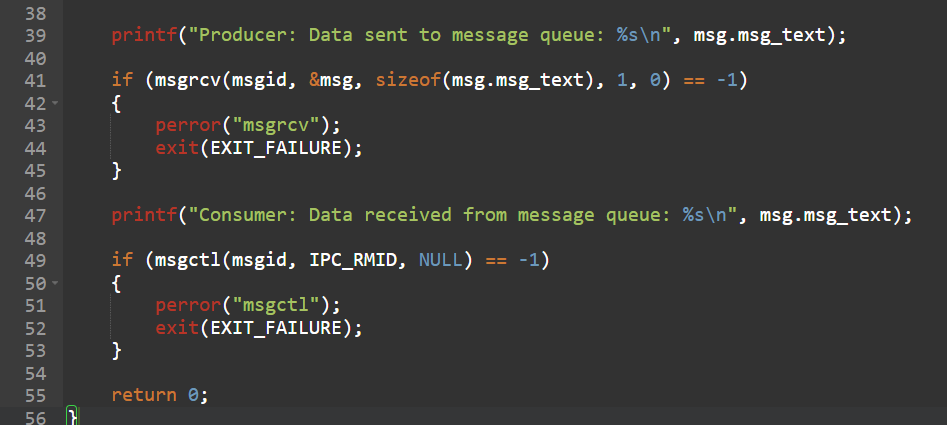 38
39 printf("Producer: Data sent to message queue: %s\n", msg.msg_text);
40
41 if (msgrcv(msgid, &msg, sizeof(msg.msg_text), 1, 0) == -1)
42 {
43 perror("msgrcv");
44 exit(EXIT_FAILURE);
45 }
46
47 printf("Consumer: Data received from message queue: %s\n", msg.msg_text);
48
49 if (msgctl(msgid, IPC_RMID, NULL) == -1)
50 {
51 perror("msgctl");
52 exit(EXIT_FAILURE);
53 }
54
55 return 0;
56 }